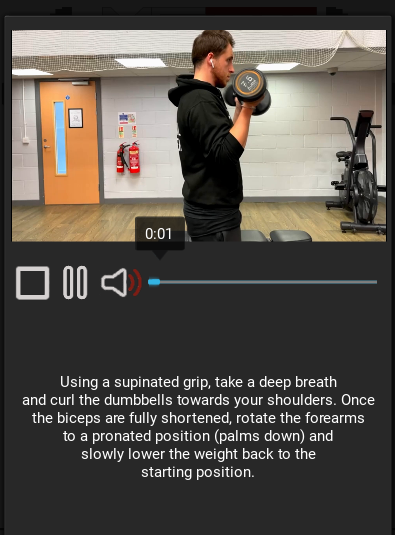 0:01
Using a supinated grip, take a deep breath
and curl the dumbbells towards your shoulders. Once
the biceps are fully shortened, rotate the forearms
to a pronated position (palms down) and
slowly lower the weight back to the
starting position.